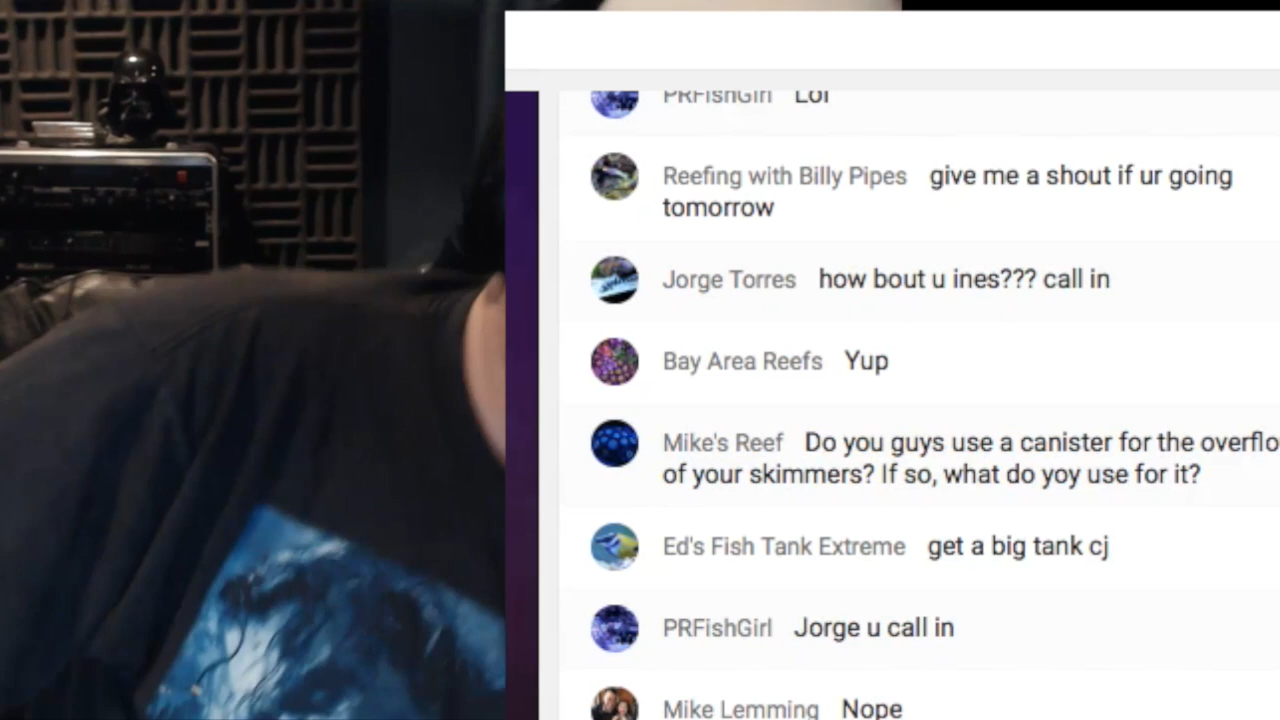 PRFishGirl Lol
Reefing with Billy Pipes give me a shout if ur going
tomorrow
Jorge Torres how bout u ines??? call in
Bay Area Reefs Yup
Mike's Reef Do you guys use a canister for the overflo
of your skimmers? If so, what do yoy use for it?
Ed's Fish Tank Extreme get a big tank cj
PRFishGirl Jorge u call in
Mike Lemming Nope